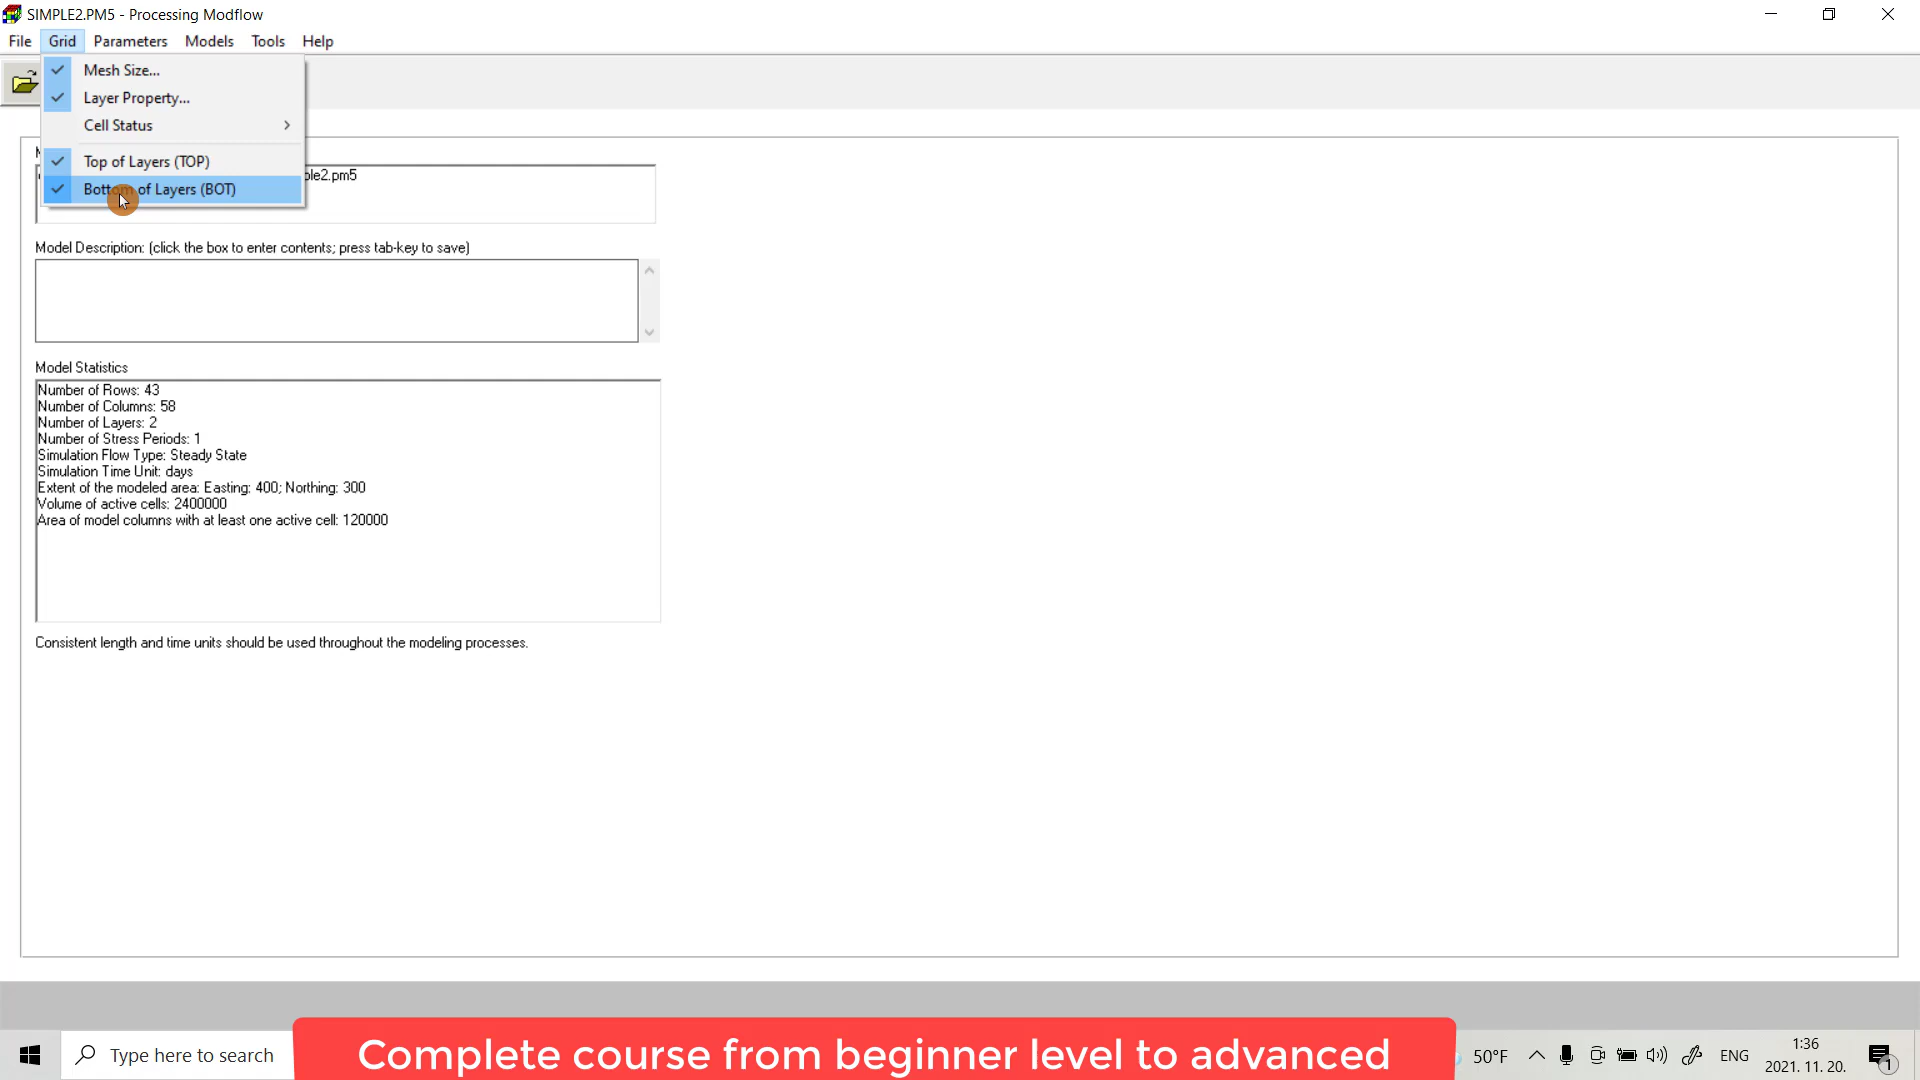 SIMPLE2.PM5 - Processing Modflow
File Grid Parameters Models Tools Help
Mesh Size...
Layer Property...
Cell Status
Top of Layers (TOP)
ble2.pm5
Bottom of Layers (BOT)
Model Description: (click the box to enter contents; press tab-key to save)
Model Statistics
Number of Rows: 43
Number of Columns: 58
Number of Layers: 2
Number of Stress Periods: 1
Simulation Flow Type: Steady State
Simulation Time Unit: days
Extent of the modeled area: Easting: 400; Northing: 300
Volume of active cells: 2400000
Area of model columns with at least one active cell: 120000
Consistent length and time units should be used throughout the modeling processes.
Type here to search
Complete course from beginner level to advanced
50°F
ENG
1:36
2021. 11. 20.
1